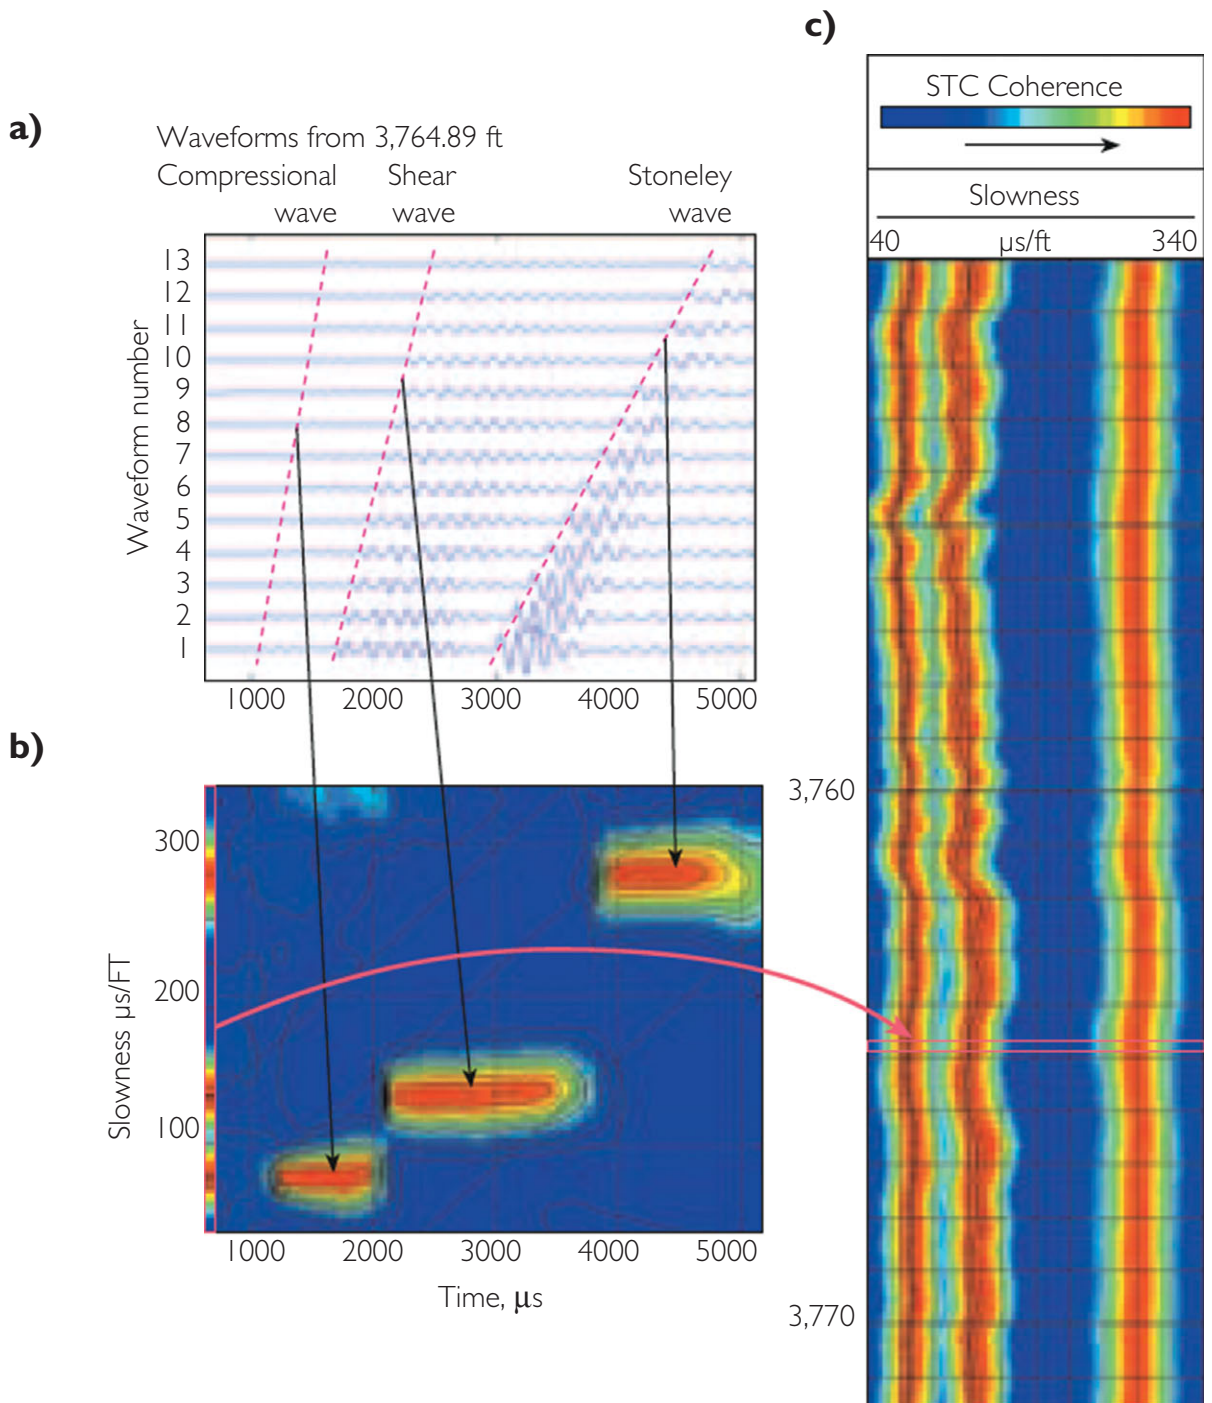 a)
Waveforms from 3,764.89 ft
Compressional wave
Shear wave
Stoneley wave
Waveform number
13
12
11
10
9
8
7
6
5
4
3
2
1
1000 2000 3000 4000 5000
b)
Slowness µs/FT
300
200
100
1000 2000 3000 4000 5000
Time, µs
c)
STC Coherence
Slowness
40 µs/ft 340
3,760
3,770